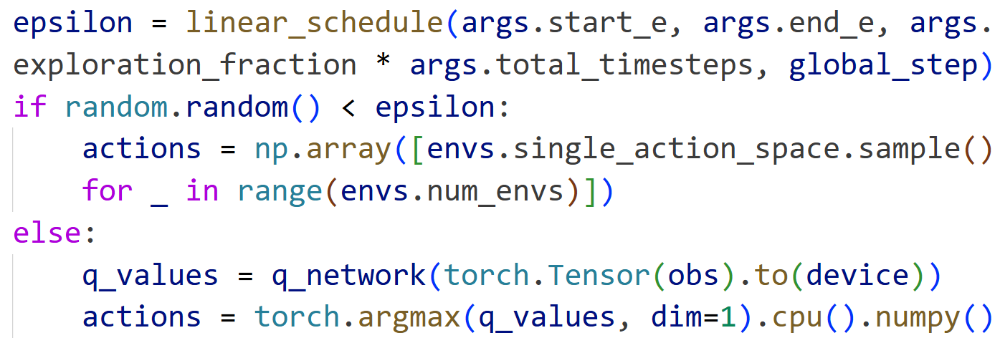 epsilon = linear_schedule(args.start_e, args.end_e, args.
exploration_fraction * args.total_timesteps, global_step)
if random.random() < epsilon:
    actions = np.array([envs.single_action_space.sample()
    for _ in range(envs.num_envs)])
else:
    q_values = q_network(torch.Tensor(obs).to(device))
    actions = torch.argmax(q_values, dim=1).cpu().numpy()